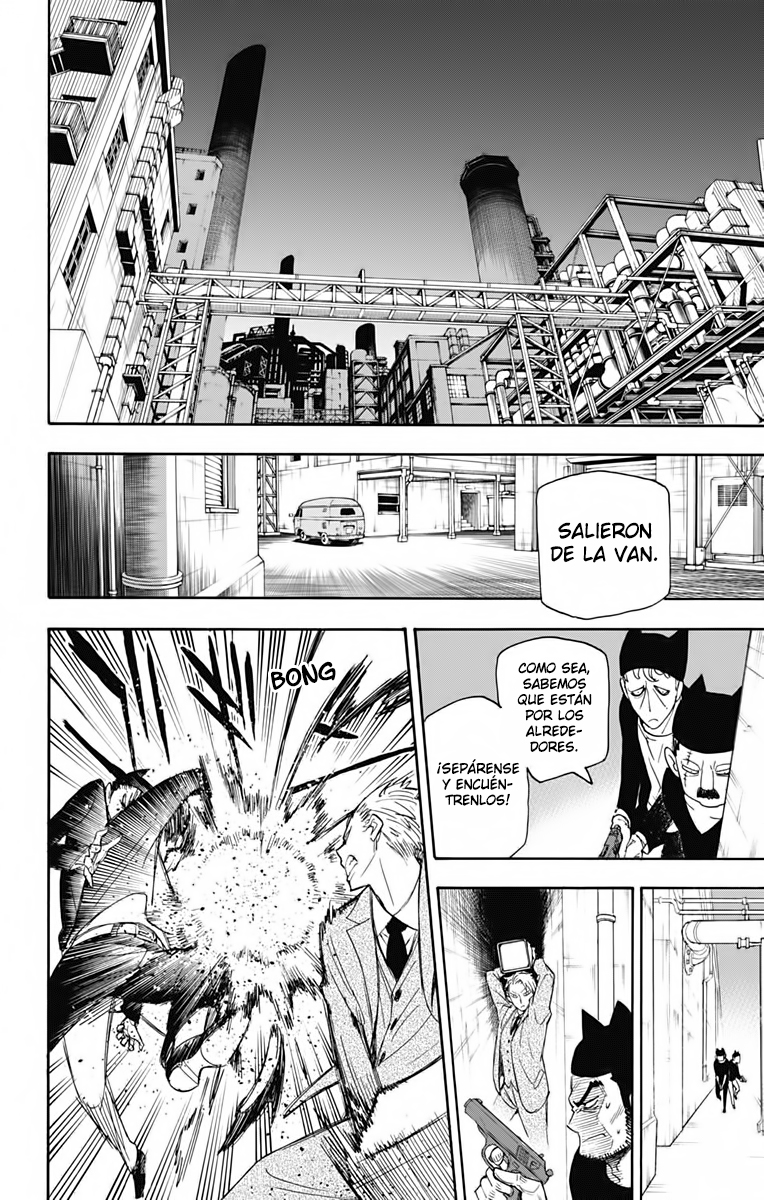 SALIERON
DE LA VAN.
COMO SEA,
SABEMOS
QUE ESTÁN
POR LOS
ALREDE-
DORES.
¡SEPÁRENSE
Y ENCUÉN-
TRENLOS!
BONG